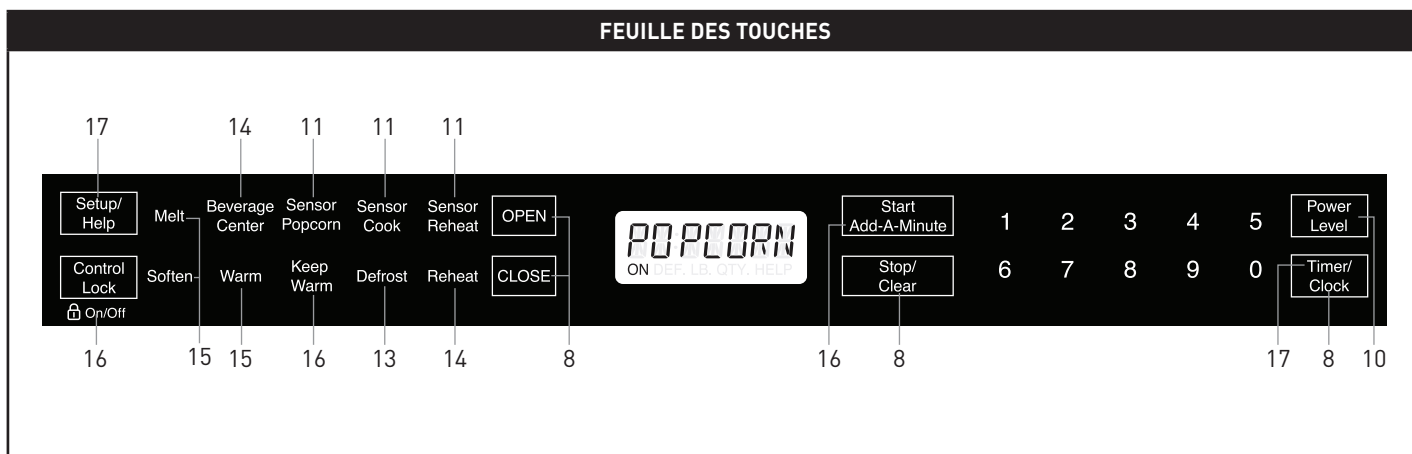 FEUILLE DES TOUCHES
17 14 11 11 11
Setup/
Help
Melt
Beverage
Center
Sensor
Popcorn
Sensor
Cook
Sensor
Reheat
OPEN
Control
Lock
On/Off
Soften
Warm
Keep
Warm
Defrost
Reheat
CLOSE
POPCORN
ON DEF. LB. QTY. HELP
Start
Add-A-Minute
Stop/
Clear
1 2 3 4 5
6 7 8 9 0
Power
Level
Timer/
Clock
16 15 15 16 13 14 8 16 8 17 8 10